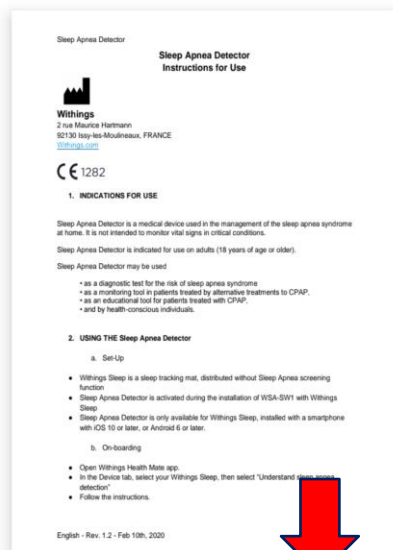 Sleep Apnea Detector
Sleep Apnea Detector
Instructions for Use
Withings
2 rue Maurice Hartmann
92130 Issy-les-Moulineaux, FRANCE
Withings.com
CE 1282
1. INDICATIONS FOR USE
Sleep Apnea Detector is a medical device used in the management of the sleep apnea syndrome
at home. It is not intended to monitor vital signs in critical conditions.
Sleep Apnea Detector is indicated for use on adults (18 years of age or older).
Sleep Apnea Detector may be used
• as a diagnostic test for the risk of sleep apnea syndrome
• as a monitoring tool in patients treated by alternative treatments to CPAP,
• as an educational tool for patients treated with CPAP,
• and by health-conscious individuals.
2. USING THE Sleep Apnea Detector
a. Set-Up
● Withings Sleep is a sleep tracking mat, distributed without Sleep Apnea screening
function
● Sleep Apnea Detector is activated during the installation of WSA-SW1 with Withings
Sleep
● Sleep Apnea Detector is only available for Withings Sleep, installed with a smartphone
with iOS 10 or later, or Android 6 or later.
b. On-boarding
● Open Withings Health Mate app.
● In the Device tab, select your Withings Sleep, then select "Understand sleep apnea
detection"
● Follow the instructions.
English - Rev. 1.2 - Feb 10th, 2020